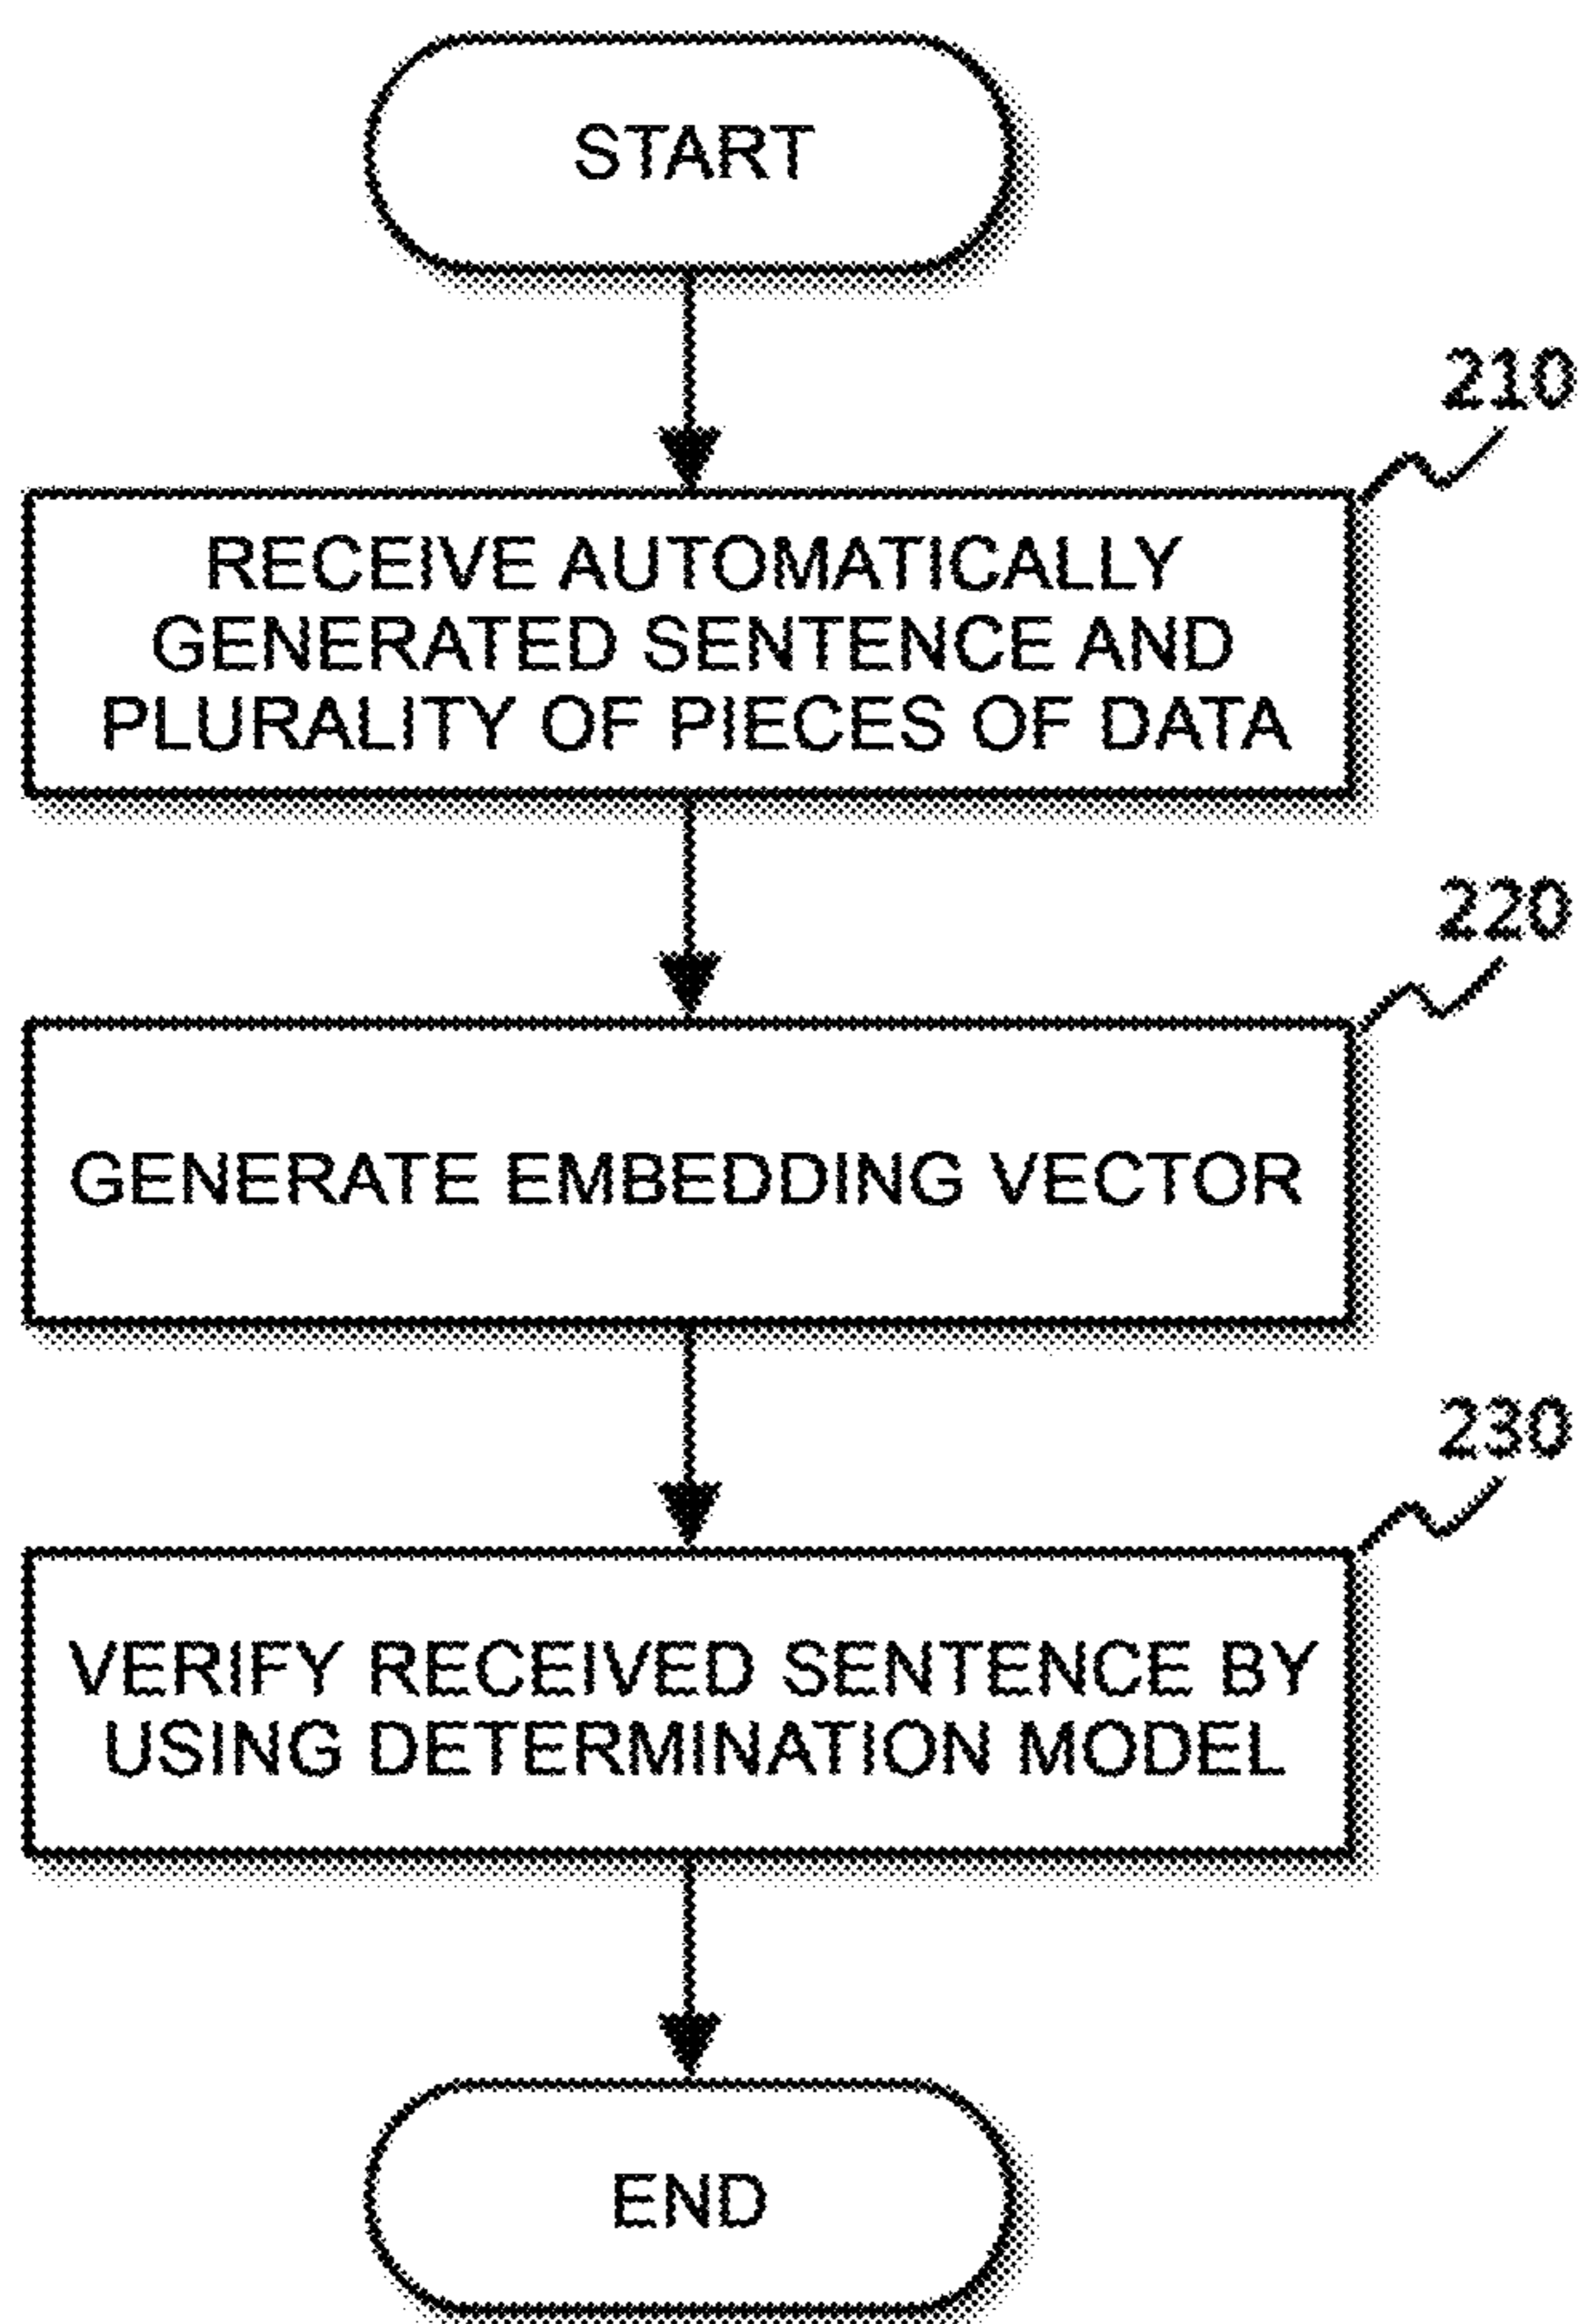 START
210
RECEIVE AUTOMATICALLY
GENERATED SENTENCE AND
PLURALITY OF PIECES OF DATA
220
GENERATE EMBEDDING VECTOR
230
VERIFY RECEIVED SENTENCE BY
USING DETERMINATION MODEL
END